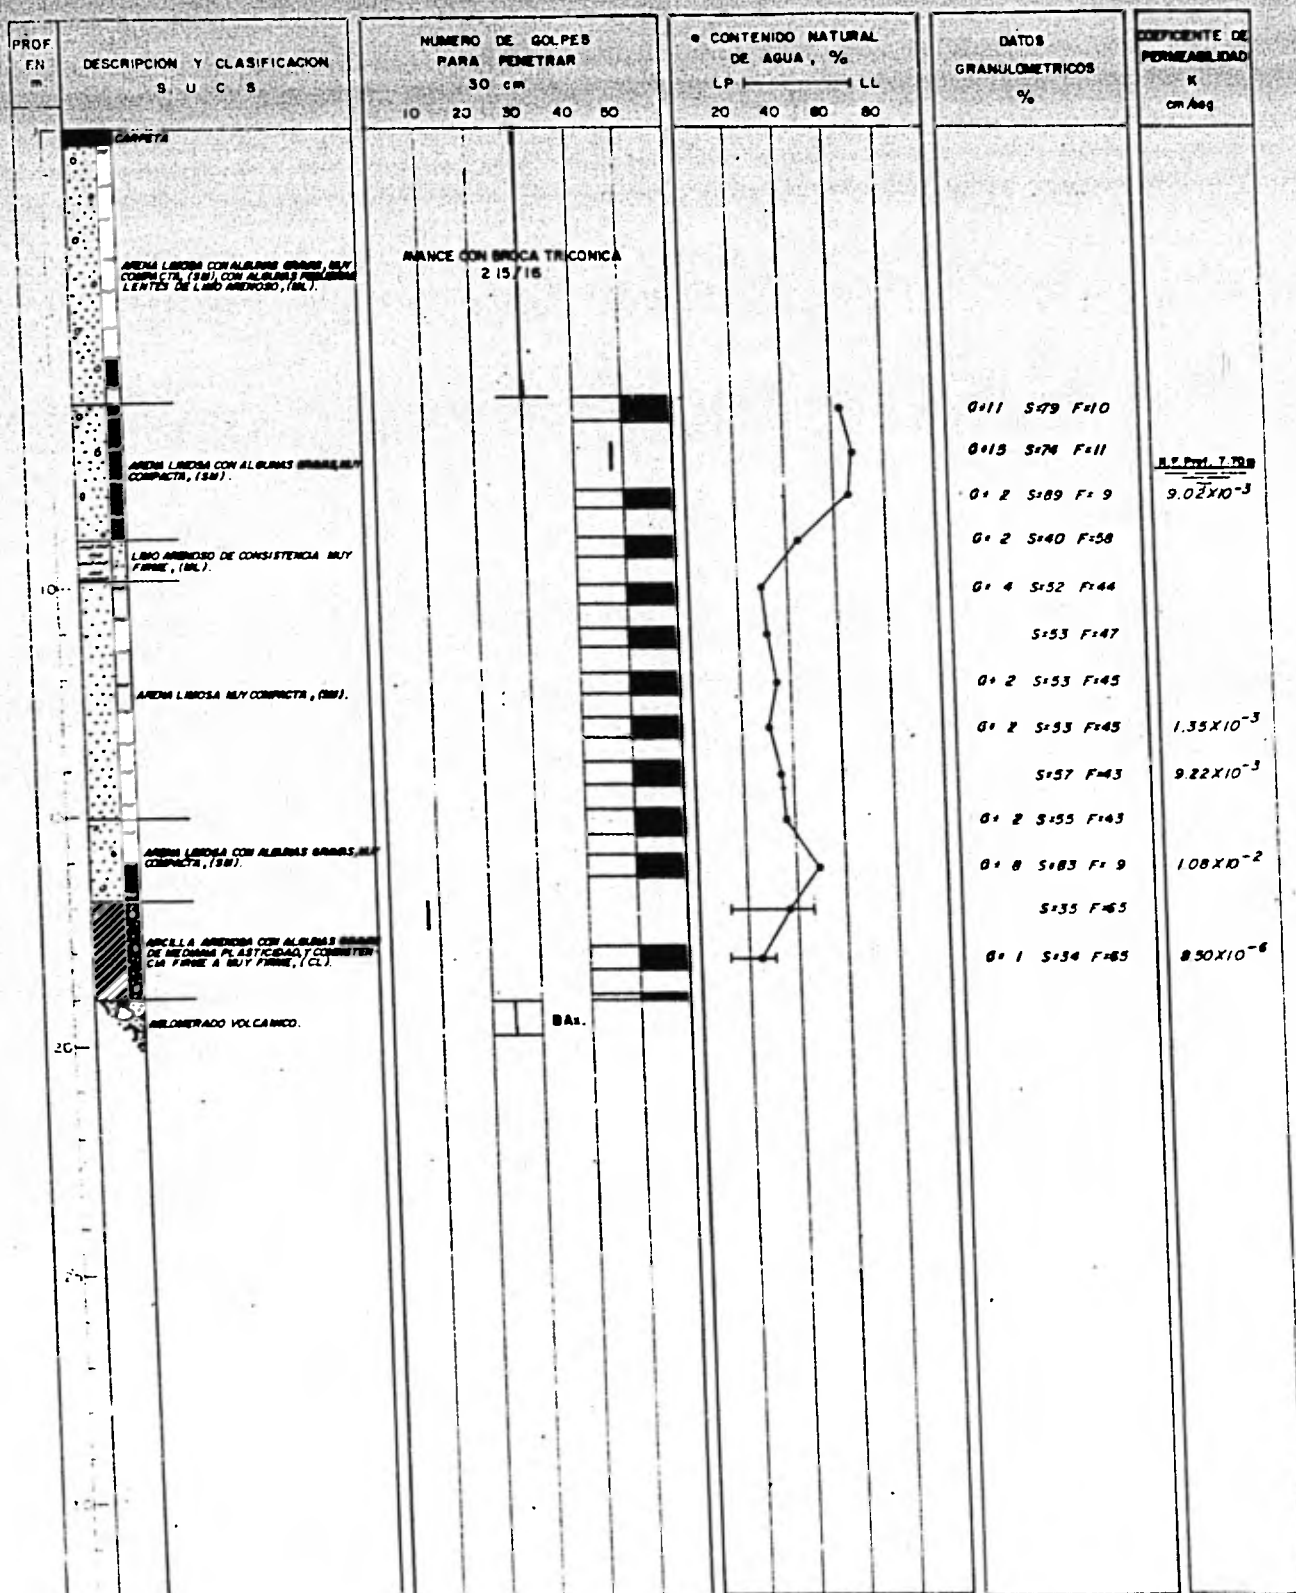 PROF.
EN
m
DESCRIPCION Y CLASIFICACION
S. U C S
NUMERO DE GOLPES
PARA PENETRAR
30 cm
10 20 30 40 50
• CONTENIDO NATURAL
DE AGUA, %
LP LL
20 40 60 80
DATOS
GRANULOMETRICOS
%
COEFICIENTE DE
PERMEABILIDAD
K
cm/seg
CARPETA
AVANCE CON BROCA TRICONICA
2 15/16
ARENA LIMOSA CON ALGUNAS GRAVAS, MUY
COMPACTA, (SM), CON ALGUNAS
LENTES DE LIMO ARENOSO, (ML).
G=11 S=79 F=10
G=15 S=74 F=11
ARENA LIMOSA CON ALGUNAS GRAVAS, MUY
COMPACTA, (SM).
N.F. Prof. 7.70 m
G= 2 S=89 F= 9
9.02X10-3
G= 2 S=40 F=58
LIMO ARENOSO DE CONSISTENCIA MUY
FIRME, (ML).
10
G= 4 S=52 F=44
S=53 F=47
G= 2 S=53 F=45
ARENA LIMOSA MUY COMPACTA, (SM).
G= 2 S=53 F=45
1.35X10-3
S=57 F=43
9.22X10-3
G= 2 S=55 F=43
ARENA LIMOSA CON ALGUNAS GRAVAS, MUY
COMPACTA, (SM).
G= 8 S=83 F= 9
1.08X10-2
S=35 F=65
ARCILLA ARENOSA CON ALGUNAS GRAVAS
DE MEDIANA PLASTICIDAD, Y CONSISTEN-
CIA FIRME A MUY FIRME, (CL).
G= 1 S=34 F=65
8.50X10-6
BAx.
AGLOMERADO VOLCANICO.
20